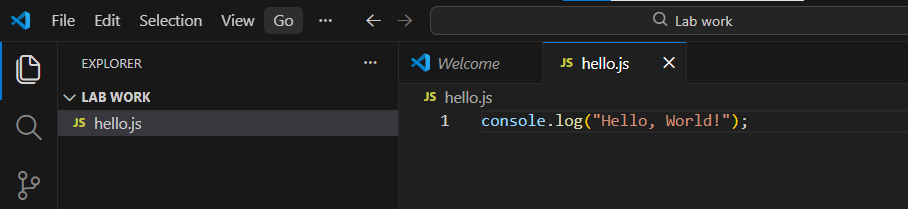 File Edit Selection View Go ··· Lab work
EXPLORER ···
Welcome JS hello.js
LAB WORK
JS hello.js
JS hello.js
1 console.log("Hello, World!");